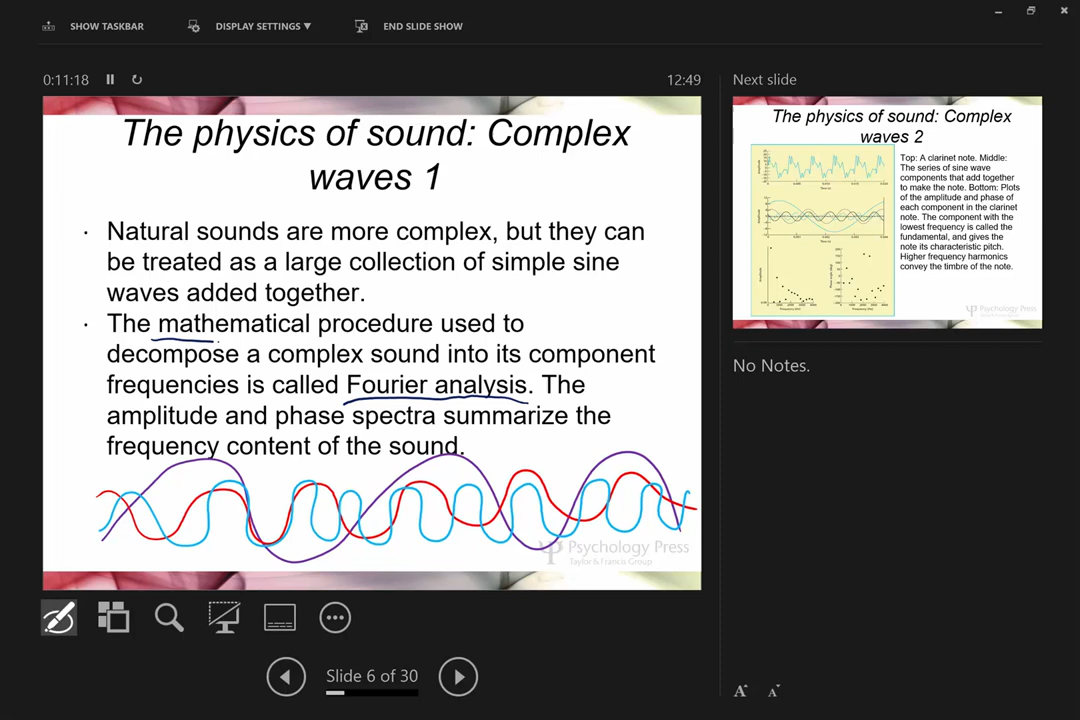 SHOW TASKBAR
DISPLAY SETTINGS ▼
END SLIDE SHOW
0:11:18
12:49
The physics of sound: Complex
waves 1
· Natural sounds are more complex, but they can
be treated as a large collection of simple sine
waves added together.
· The mathematical procedure used to
decompose a complex sound into its component
frequencies is called Fourier analysis. The
amplitude and phase spectra summarize the
frequency content of the sound.
Psychology Press
Taylor & Francis Group
Slide 6 of 30
Next slide
The physics of sound: Complex
waves 2
Top: A clarinet note. Middle:
The series of sine wave
components that add together
to make the note. Bottom: Plots
of the amplitude and phase of
each component in the clarinet
note. The component with the
lowest frequency is called the
fundamental, and gives the
note its characteristic pitch.
Higher frequency harmonics
convey the timbre of the note.
Psychology Press
No Notes.
A A